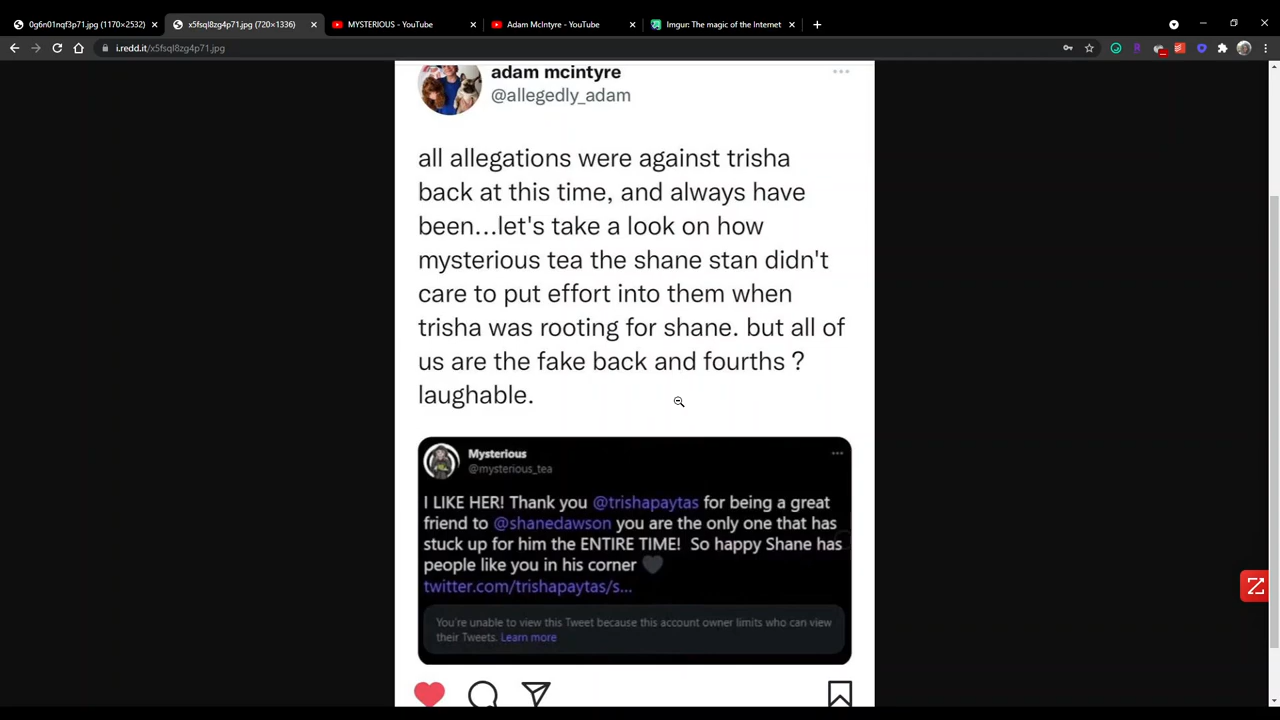 0g6n01nqf3p71.jpg (1170×2532)
x5fsql8zg4p71.jpg (720×1336)
MYSTERIOUS - YouTube
Adam McIntyre - YouTube
Imgur: The magic of the Internet
i.redd.it/x5fsql8zg4p71.jpg
adam mcintyre
@allegedly_adam
all allegations were against trisha
back at this time, and always have
been...let's take a look on how
mysterious tea the shane stan didn't
care to put effort into them when
trisha was rooting for shane. but all of
us are the fake back and fourths ?
laughable.
Mysterious
@mysterious_tea
I LIKE HER! Thank you @trishapaytas for being a great
friend to @shanedawson you are the only one that has
stuck up for him the ENTIRE TIME! So happy Shane has
people like you in his corner 🖤
twitter.com/trishapaytas/s...
You're unable to view this Tweet because this account owner limits who can view
their Tweets. Learn more